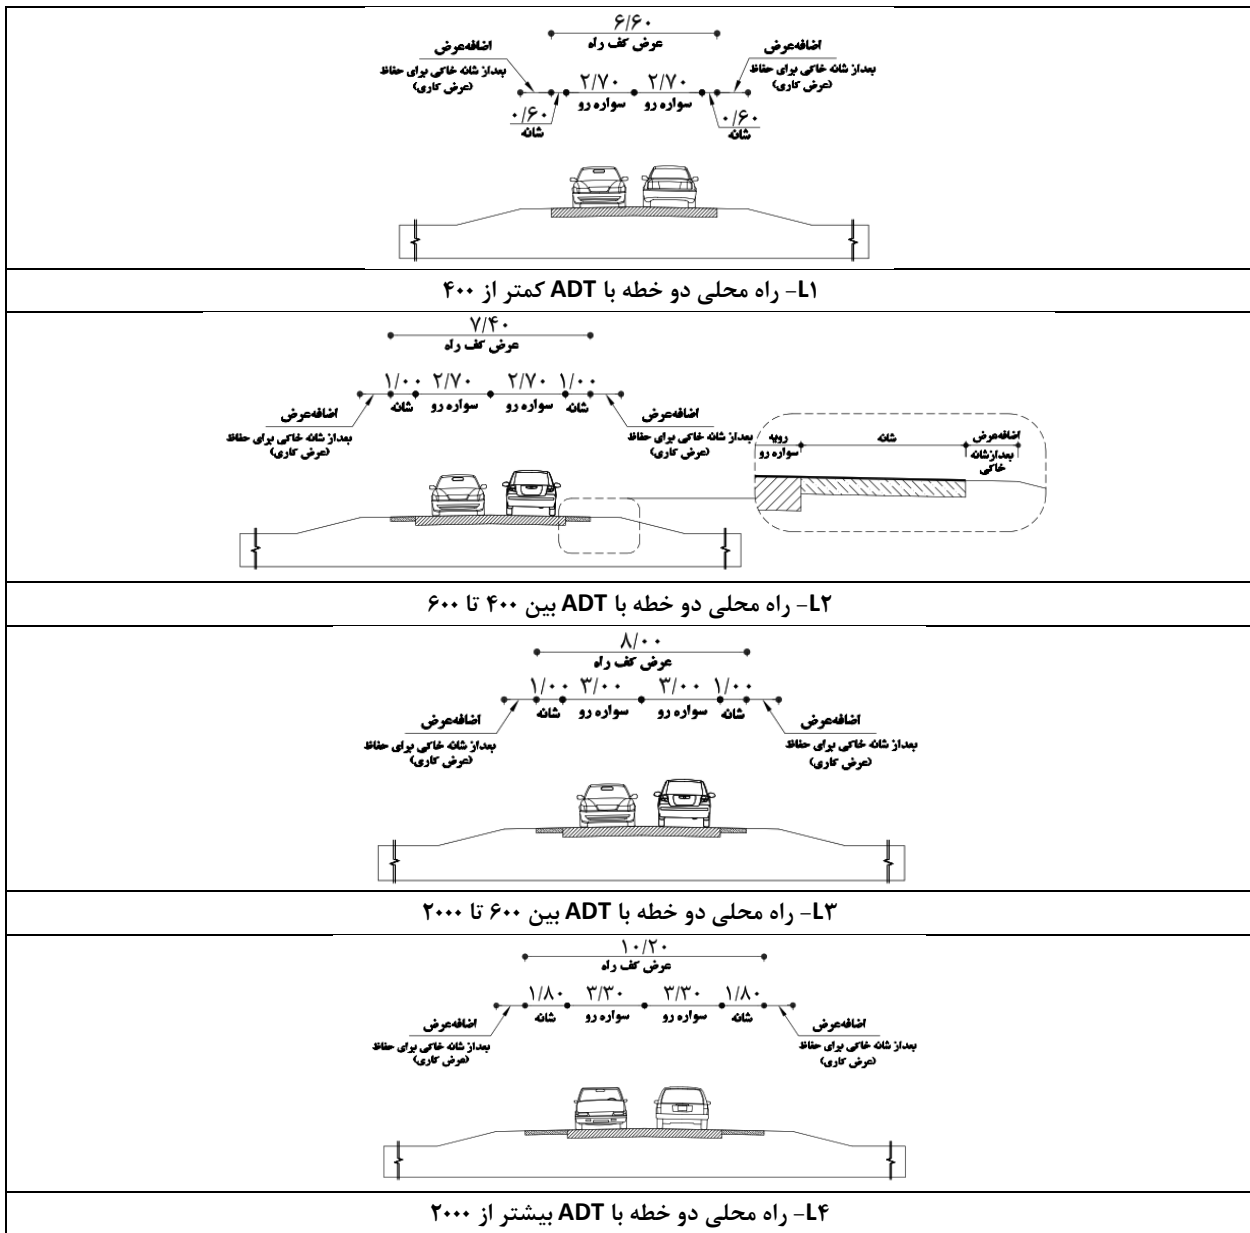 ۶/۶۰
عرض کف راه
اضافه‌عرض
بعداز شانه خاکی برای حفاظ
(عرض کاری)
اضافه‌عرض
بعداز شانه خاکی برای حفاظ
(عرض کاری)
۲/۷۰ ۲/۷۰
سواره رو سواره رو
۰/۶۰ ۰/۶۰
شانه شانه
L۱- راه محلی دو خطه با ADT کمتر از ۴۰۰
۷/۴۰
عرض کف راه
۱/۰۰ ۲/۷۰ ۲/۷۰ ۱/۰۰
شانه سواره رو سواره رو شانه
اضافه‌عرض
بعداز شانه خاکی برای حفاظ
(عرض کاری)
اضافه‌عرض
بعداز شانه خاکی برای حفاظ
(عرض کاری)
رویه
سواره رو
شانه
اضافه‌عرض
بعدازشانه
خاکی
L۲- راه محلی دو خطه با ADT بین ۴۰۰ تا ۶۰۰
۸/۰۰
عرض کف راه
۱/۰۰ ۳/۰۰ ۳/۰۰ ۱/۰۰
شانه سواره رو سواره رو شانه
اضافه‌عرض
بعداز شانه خاکی برای حفاظ
(عرض کاری)
اضافه‌عرض
بعداز شانه خاکی برای حفاظ
(عرض کاری)
L۳- راه محلی دو خطه با ADT بین ۶۰۰ تا ۲۰۰۰
۱۰/۲۰
عرض کف راه
۱/۸۰ ۳/۳۰ ۳/۳۰ ۱/۸۰
شانه سواره رو سواره رو شانه
اضافه‌عرض
بعداز شانه خاکی برای حفاظ
(عرض کاری)
اضافه‌عرض
بعداز شانه خاکی برای حفاظ
(عرض کاری)
L۴- راه محلی دو خطه با ADT بیشتر از ۲۰۰۰